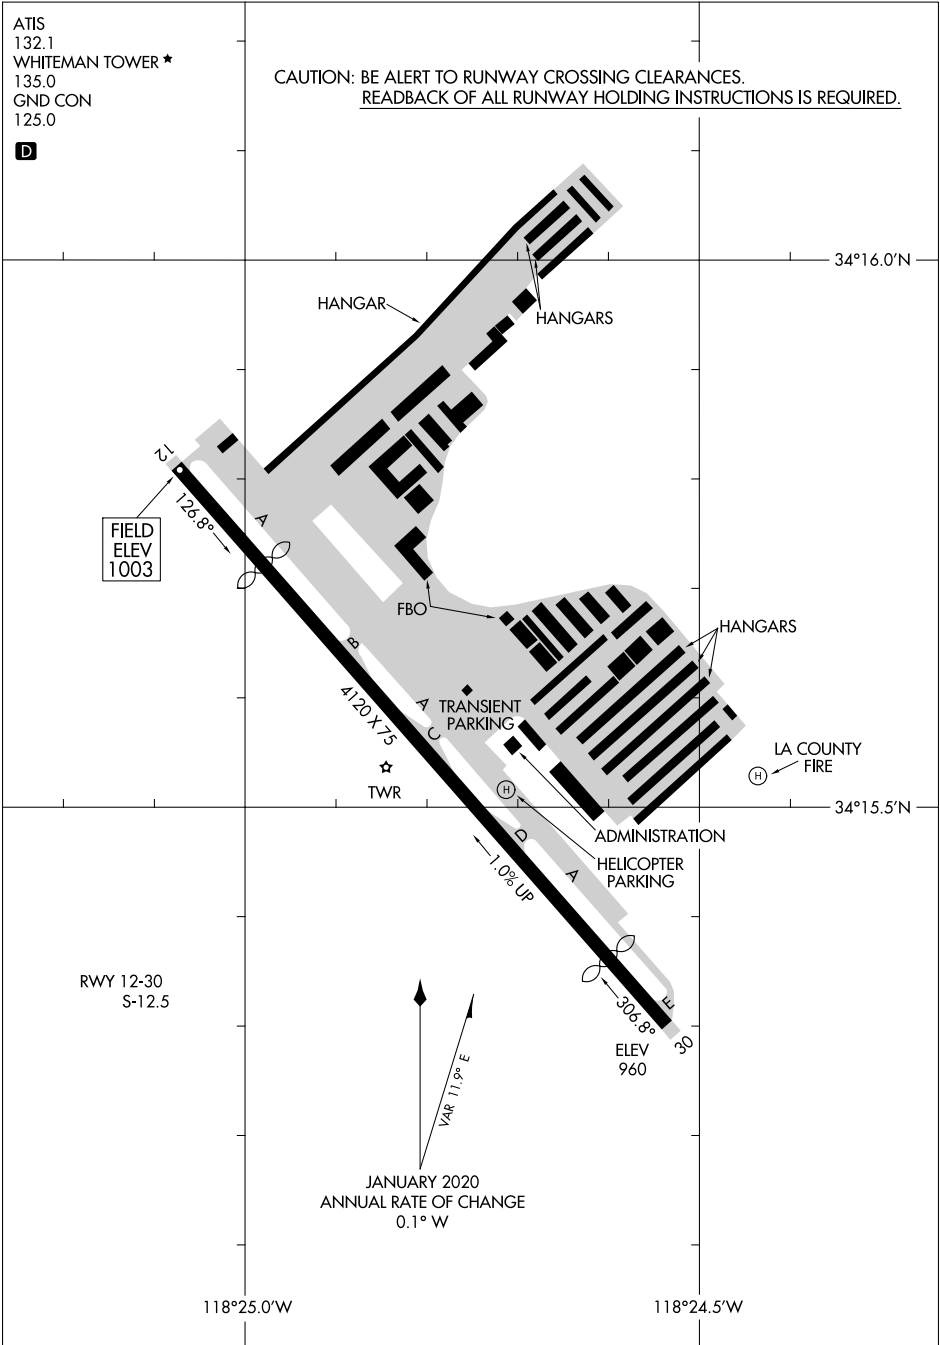 ATIS
132.1
WHITEMAN TOWER ★
135.0
GND CON
125.0
D
CAUTION: BE ALERT TO RUNWAY CROSSING CLEARANCES.
READBACK OF ALL RUNWAY HOLDING INSTRUCTIONS IS REQUIRED.
34°16.0'N
HANGAR
HANGARS
12
126.8°
A
FIELD
ELEV
1003
FBO
HANGARS
B
4120 X 75
A
C
TRANSIENT
PARKING
TWR
H
LA COUNTY
FIRE
H
34°15.5'N
ADMINISTRATION
D
HELICOPTER
PARKING
A
1.0% UP
RWY 12-30
S-12.5
306.8°
E
30
ELEV
960
VAR 11.9° E
JANUARY 2020
ANNUAL RATE OF CHANGE
0.1° W
118°25.0'W
118°24.5'W